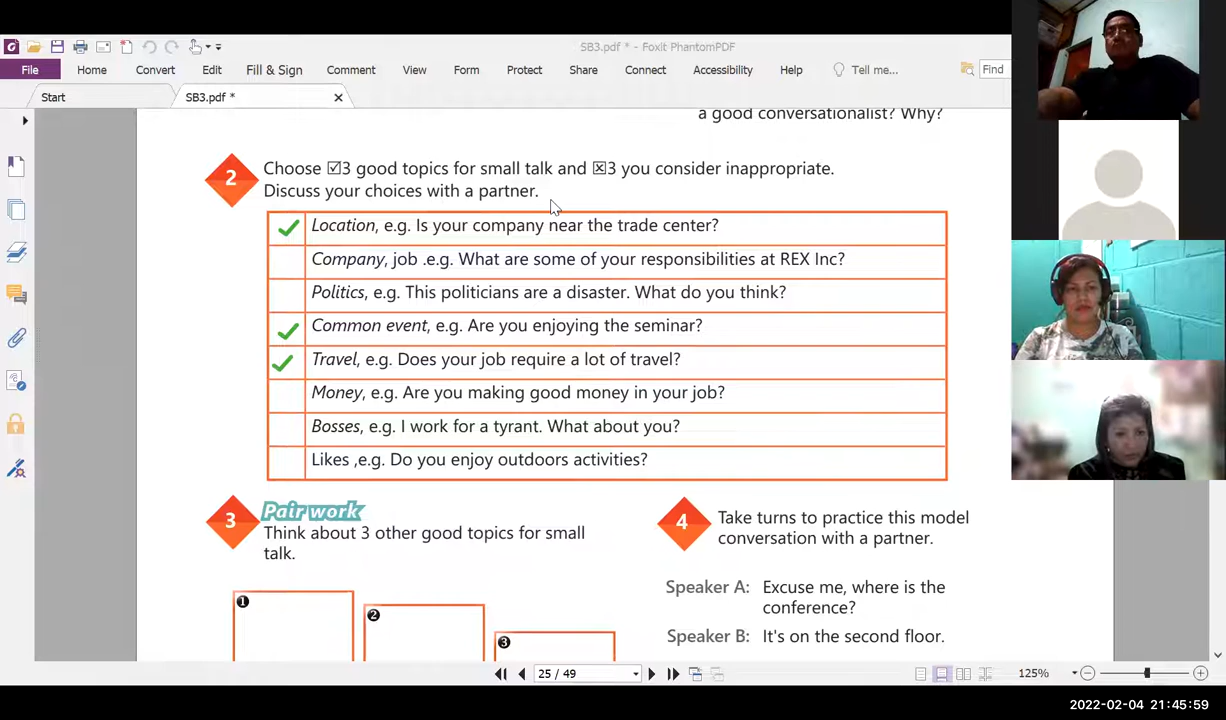 SB3.pdf * - Foxit PhantomPDF
File Home Convert Edit Fill & Sign Comment View Form Protect Share Connect Accessibility Help Tell me... Find
Start SB3.pdf *
a good conversationalist? Why?
2 Choose ☑3 good topics for small talk and ☒3 you consider inappropriate.
Discuss your choices with a partner.
Location, e.g. Is your company near the trade center?
Company, job .e.g. What are some of your responsibilities at REX Inc?
Politics, e.g. This politicians are a disaster. What do you think?
Common event, e.g. Are you enjoying the seminar?
Travel, e.g. Does your job require a lot of travel?
Money, e.g. Are you making good money in your job?
Bosses, e.g. I work for a tyrant. What about you?
Likes ,e.g. Do you enjoy outdoors activities?
3 Pair work
Think about 3 other good topics for small
talk.
❶
❷
❸
4 Take turns to practice this model
conversation with a partner.
Speaker A: Excuse me, where is the
conference?
Speaker B: It's on the second floor.
25 / 49
125%
2022-02-04 21:45:59